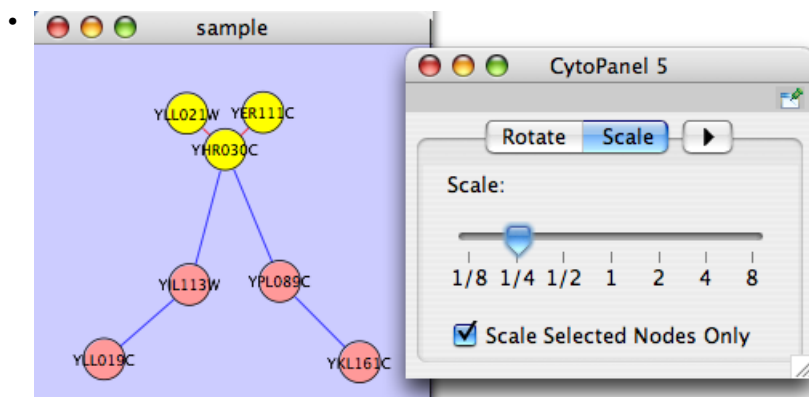 sample
CytoPanel 5
YLL021W YER111C
YHR030C
Rotate Scale
Scale:
1/8 1/4 1/2 1 2 4 8
YIL113W YPL089C
Scale Selected Nodes Only
YLL019C YKL161C